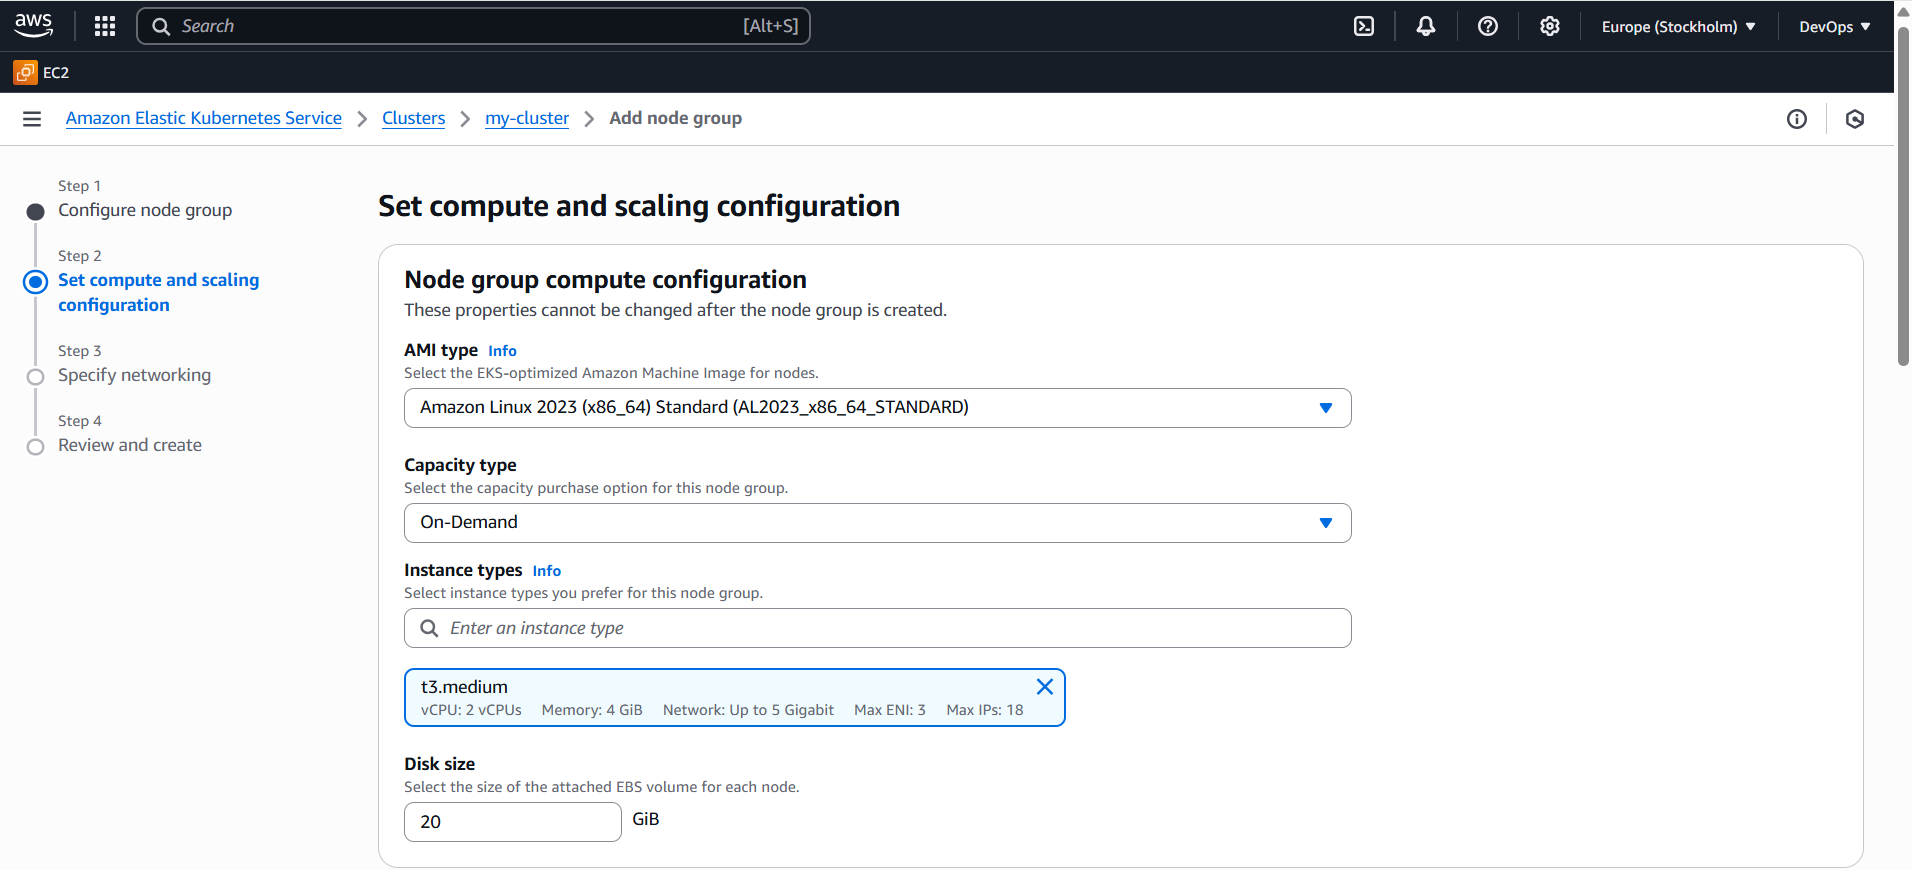 aws
Search [Alt+S]
Europe (Stockholm)
DevOps
EC2
Amazon Elastic Kubernetes Service > Clusters > my-cluster > Add node group
Step 1
Configure node group
Step 2
Set compute and scaling
configuration
Step 3
Specify networking
Step 4
Review and create
Set compute and scaling configuration
Node group compute configuration
These properties cannot be changed after the node group is created.
AMI type Info
Select the EKS-optimized Amazon Machine Image for nodes.
Amazon Linux 2023 (x86_64) Standard (AL2023_x86_64_STANDARD)
Capacity type
Select the capacity purchase option for this node group.
On-Demand
Instance types Info
Select instance types you prefer for this node group.
Enter an instance type
t3.medium
vCPU: 2 vCPUs Memory: 4 GiB Network: Up to 5 Gigabit Max ENI: 3 Max IPs: 18
Disk size
Select the size of the attached EBS volume for each node.
20 GiB